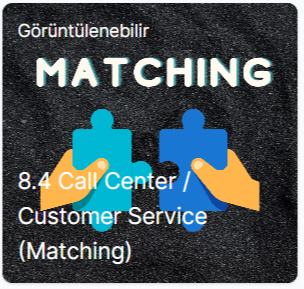 Görüntülenebilir
MATCHING
8.4 Call Center /
Customer Service
(Matching)